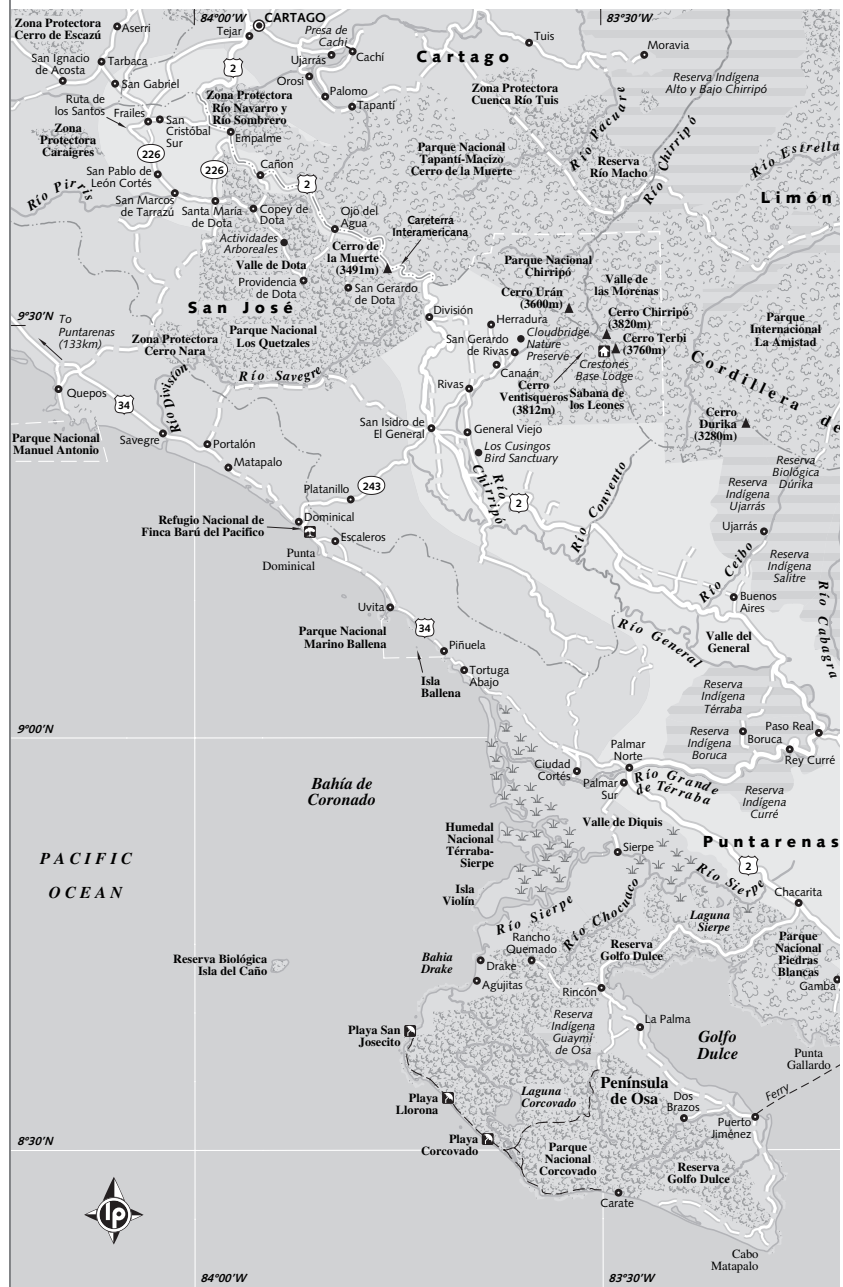 84°00'W
83°30'W
Zona Protectora
Cerro de Escazú
Aserrí
Tejar
CARTAGO
Presa de
Cachí
Ujarrás
Cachí
Tuis
Moravia
Cartago
San Ignacio
de Acosta
Tarbaca
2
Orosi
San Gabriel
Palomo
Tapantí
Reserva Indígena
Alto y Bajo Chirripó
Ruta de
los Santos
Frailes
San
Cristóbal
Sur
Zona Protectora
Río Navarro y
Río Sombrero
Zona Protectora
Cuenca Río Tuis
Zona
Protectora
Caraigres
Empalme
Parque Nacional
Tapantí-Macizo
Cerro de la Muerte
Río Pacuare
Reserva
Río Macho
Río Chirripó
Río Estrella
226
226
Cañon
2
San Pablo de
León Cortés
Río Pirrís
San Marcos
de Tarrazú
Santa María
de Dota
Copey de
Dota
Ojo del
Agua
Careterra
Interamericana
Limón
Actividades
Arboreales
Valle de Dota
Cerro de
la Muerte
(3491m)
Parque Nacional
Chirripó
Valle de
las Morenas
Providencia
de Dota
San Gerardo
de Dota
Cerro Urán
(3600m)
Cerro Chirripó
(3820m)
San José
División
Herradura
9°30'N
To
Puntarenas
(133km)
Parque Nacional
Los Quetzales
Cloudbridge
Nature
Preserve
San Gerardo
de Rivas
Cerro Terbi
(3760m)
Parque
Internacional
La Amistad
Zona Protectora
Cerro Nara
Canaán
Crestones
Base Lodge
Río División
Río Savegre
Rivas
Cerro
Ventisqueros
(3812m)
Sabana de
los Leones
Cordillera de
Quepos
34
Cerro
Durika
(3280m)
Parque Nacional
Manuel Antonio
Savegre
Portalón
San Isidro de
El General
General Viejo
Matapalo
Los Cusingos
Bird Sanctuary
Reserva
Biológica
Dúrika
Río
Chirripó
Río Convento
Reserva
Indígena
Ujarrás
Platanillo
243
2
Refugio Nacional de
Finca Barú del Pacifico
Dominical
Ujarrás
Escaleros
Punta
Dominical
Río Ceibo
Reserva
Indígena
Salitre
Buenos
Aires
Río Cabagra
Uvita
34
Río General
Valle del
General
Parque Nacional
Marino Ballena
Piñuela
Isla
Ballena
Tortuga
Abajo
Reserva
Indígena
Térraba
9°00'N
Reserva
Indígena
Boruca
Boruca
Paso Real
Rey Curré
Ciudad
Cortés
Palmar
Norte
Palmar
Sur
Río Grande
de Térraba
Reserva
Indígena
Curré
Bahía de
Coronado
Valle de Diquis
Humedal
Nacional
Térraba-
Sierpe
Sierpe
Puntarenas
2
PACIFIC
OCEAN
Isla
Violín
Río Sierpe
Chacarita
Río Sierpe
Río Chocuaco
Laguna
Sierpe
Rancho
Quemado
Reserva
Golfo Dulce
Parque
Nacional
Piedras
Blancas
Reserva Biológica
Isla del Caño
Bahia
Drake
Drake
Agujitas
Gamba
Rincón
Reserva
Indígena
Guaymí
de Osa
La Palma
Playa San
Josecito
Golfo
Dulce
Punta
Gallardo
Península
de Osa
Ferry
Playa
Llorona
Laguna
Corcovado
Dos
Brazos
Puerto
Jiménez
8°30'N
Playa
Corcovado
Parque
Nacional
Corcovado
Reserva
Golfo Dulce
Carate
lp
Cabo
Matapalo
84°00'W
83°30'W